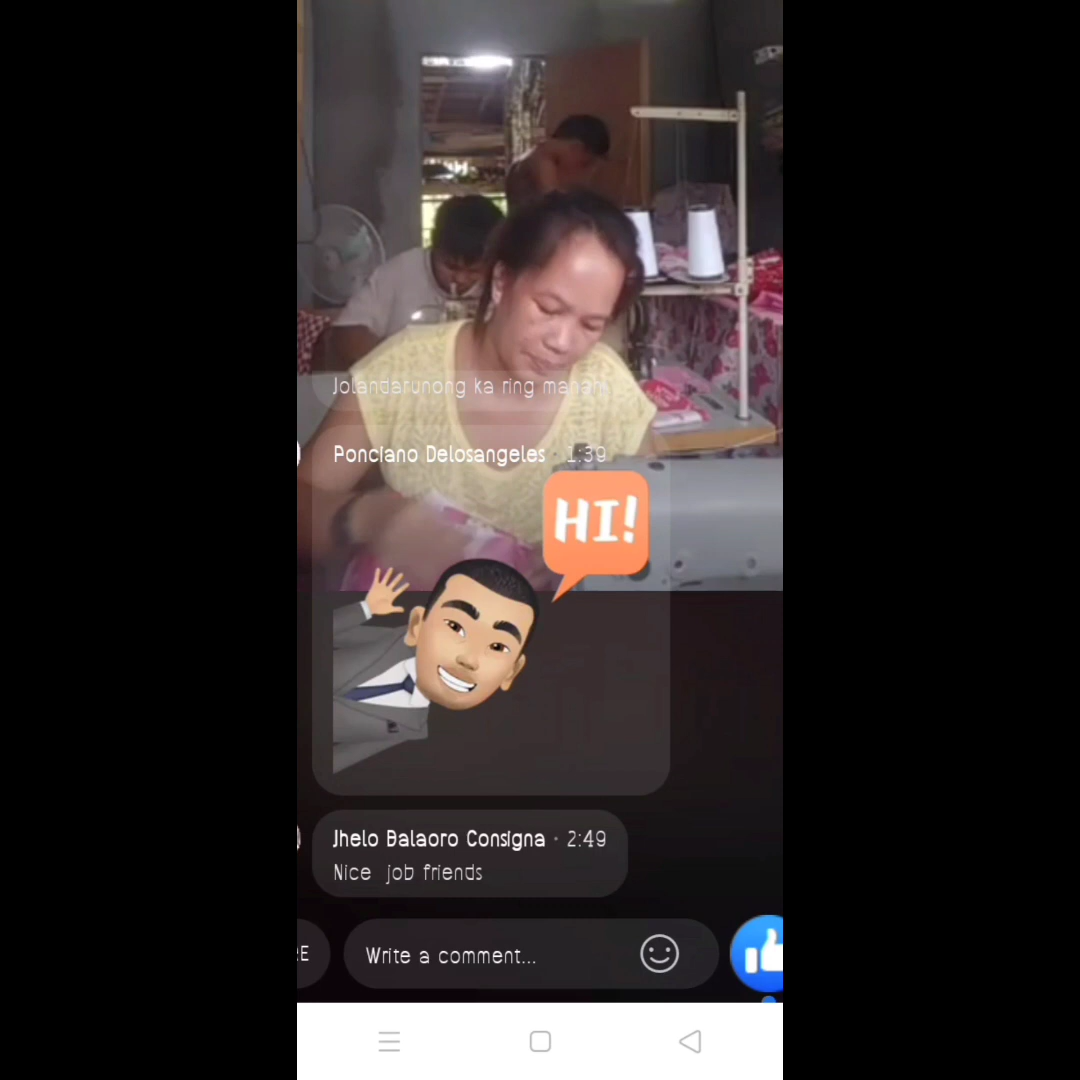 Jolandarunong ka ring manahi
Ponciano Delosangeles · 1:39
HI!
Jhelo Balaoro Consigna · 2:49
Nice job friends
Write a comment...